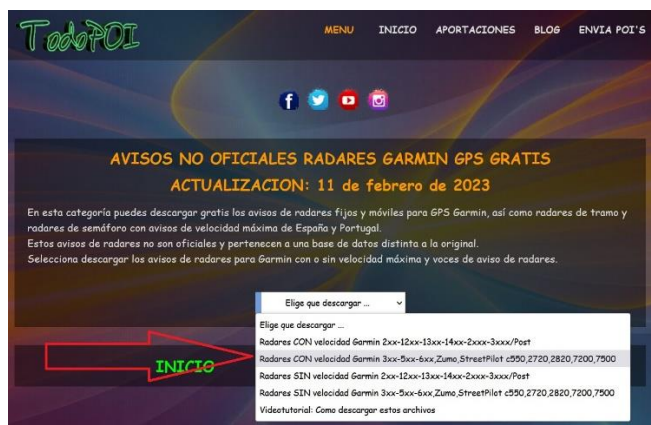 TodoPOI
MENU INICIO APORTACIONES BLOG ENVIA POI'S
AVISOS NO OFICIALES RADARES GARMIN GPS GRATIS
ACTUALIZACION: 11 de febrero de 2023
En esta categoría puedes descargar gratis los avisos de radares fijos y móviles para GPS Garmin, así como radares de tramo y
radares de semáforo con avisos de velocidad máxima de España y Portugal.
Estos avisos de radares no son oficiales y pertenecen a una base de datos distinta a la original.
Selecciona descargar los avisos de radares para Garmin con o sin velocidad máxima y voces de aviso de radares.
Elige que descargar ...
Elige que descargar ...
Radares CON velocidad Garmin 2xx-12xx-13xx-14xx-2xxx-3xxx/Post
Radares CON velocidad Garmin 3xx-5xx-6xx,Zumo,StreetPilot c550,2720,2820,7200,7500
Radares SIN velocidad Garmin 2xx-12xx-13xx-14xx-2xxx-3xxx/Post
Radares SIN velocidad Garmin 3xx-5xx-6xx,Zumo,StreetPilot c550,2720,2820,7200,7500
Videotutorial: Como descargar estos archivos
INICIO